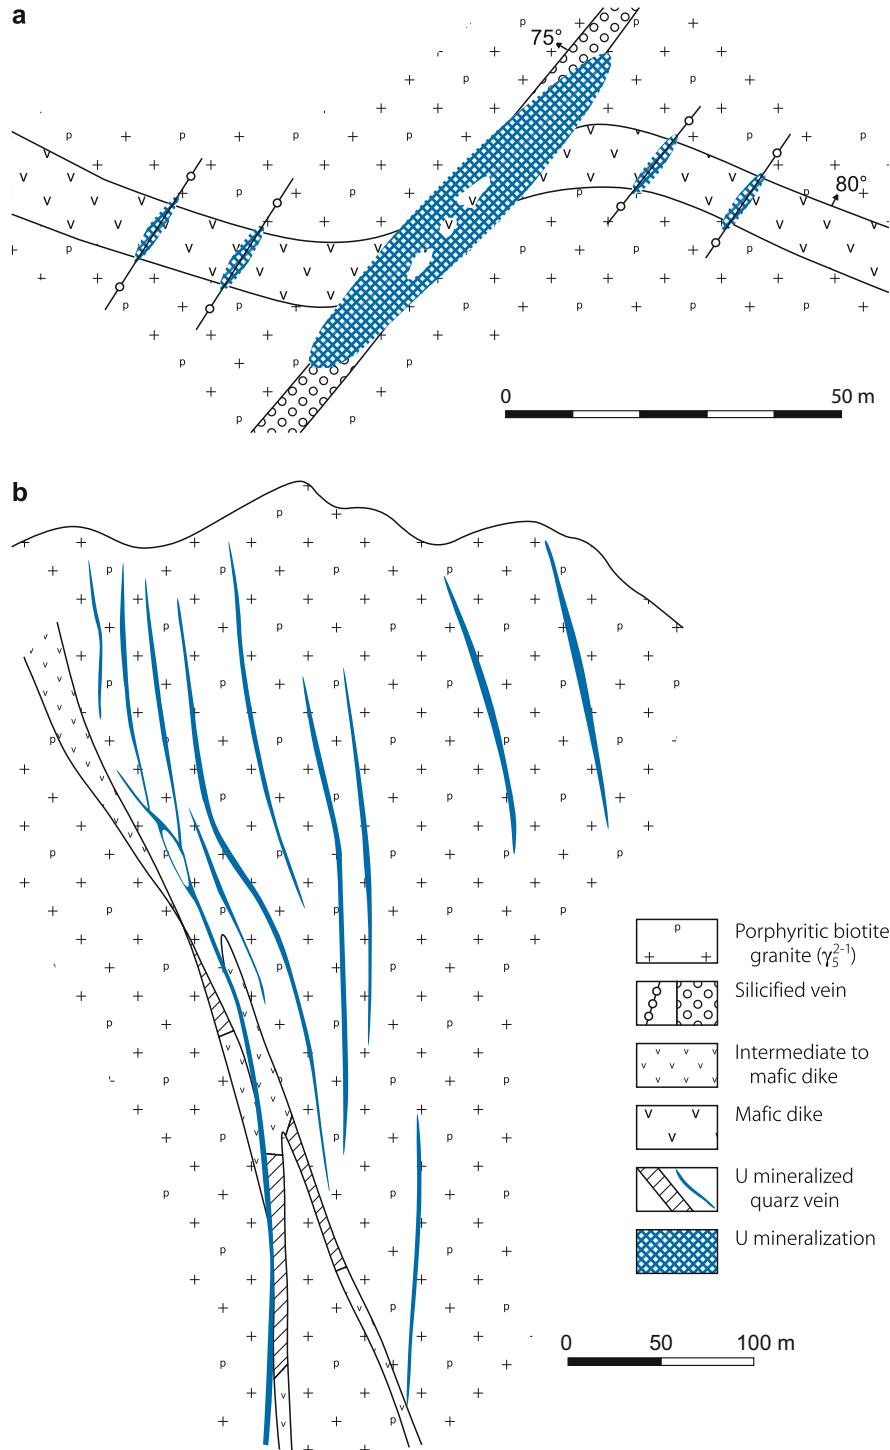 a
75°
80°
0 50 m
b
Porphyritic biotite
granite (γ₅²⁻¹)
Silicified vein
Intermediate to
mafic dike
Mafic dike
U mineralized
quarz vein
U mineralization
0 50 100 m